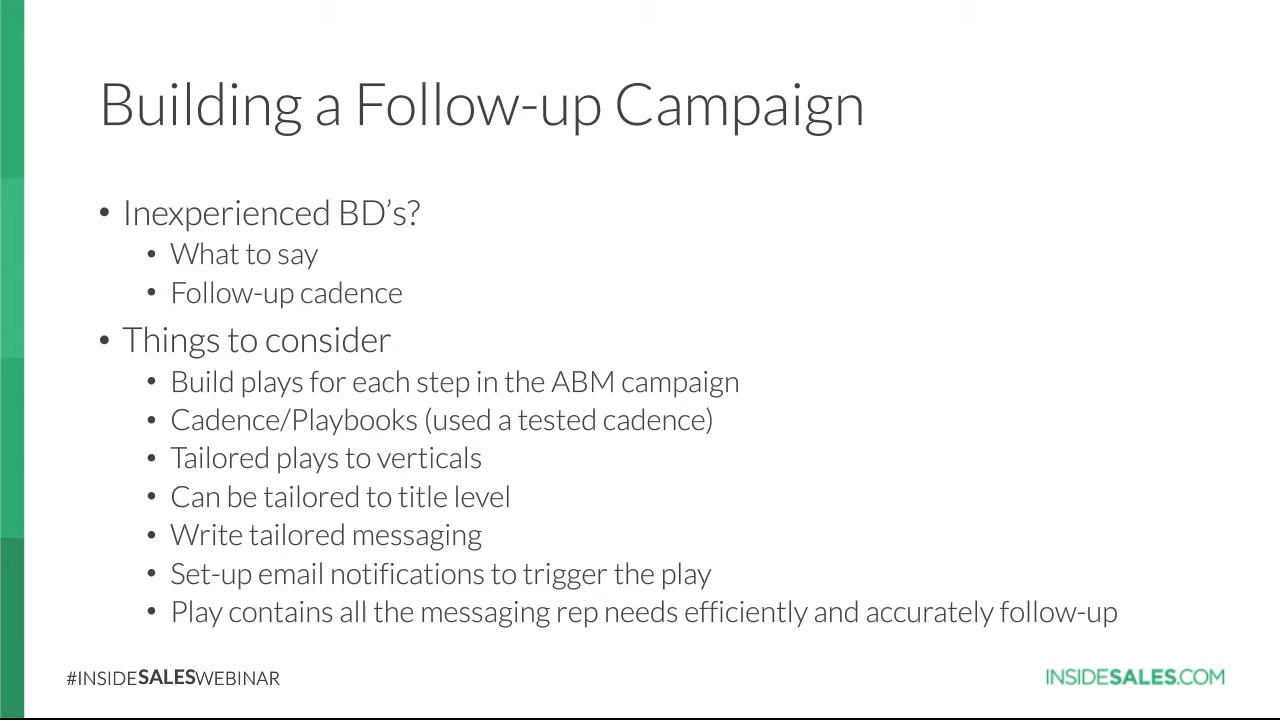 Building a Follow-up Campaign
• Inexperienced BD’s?
• What to say
• Follow-up cadence
• Things to consider
• Build plays for each step in the ABM campaign
• Cadence/Playbooks (used a tested cadence)
• Tailored plays to verticals
• Can be tailored to title level
• Write tailored messaging
• Set-up email notifications to trigger the play
• Play contains all the messaging rep needs efficiently and accurately follow-up
#INSIDESALESWEBINAR
INSIDESALES.COM